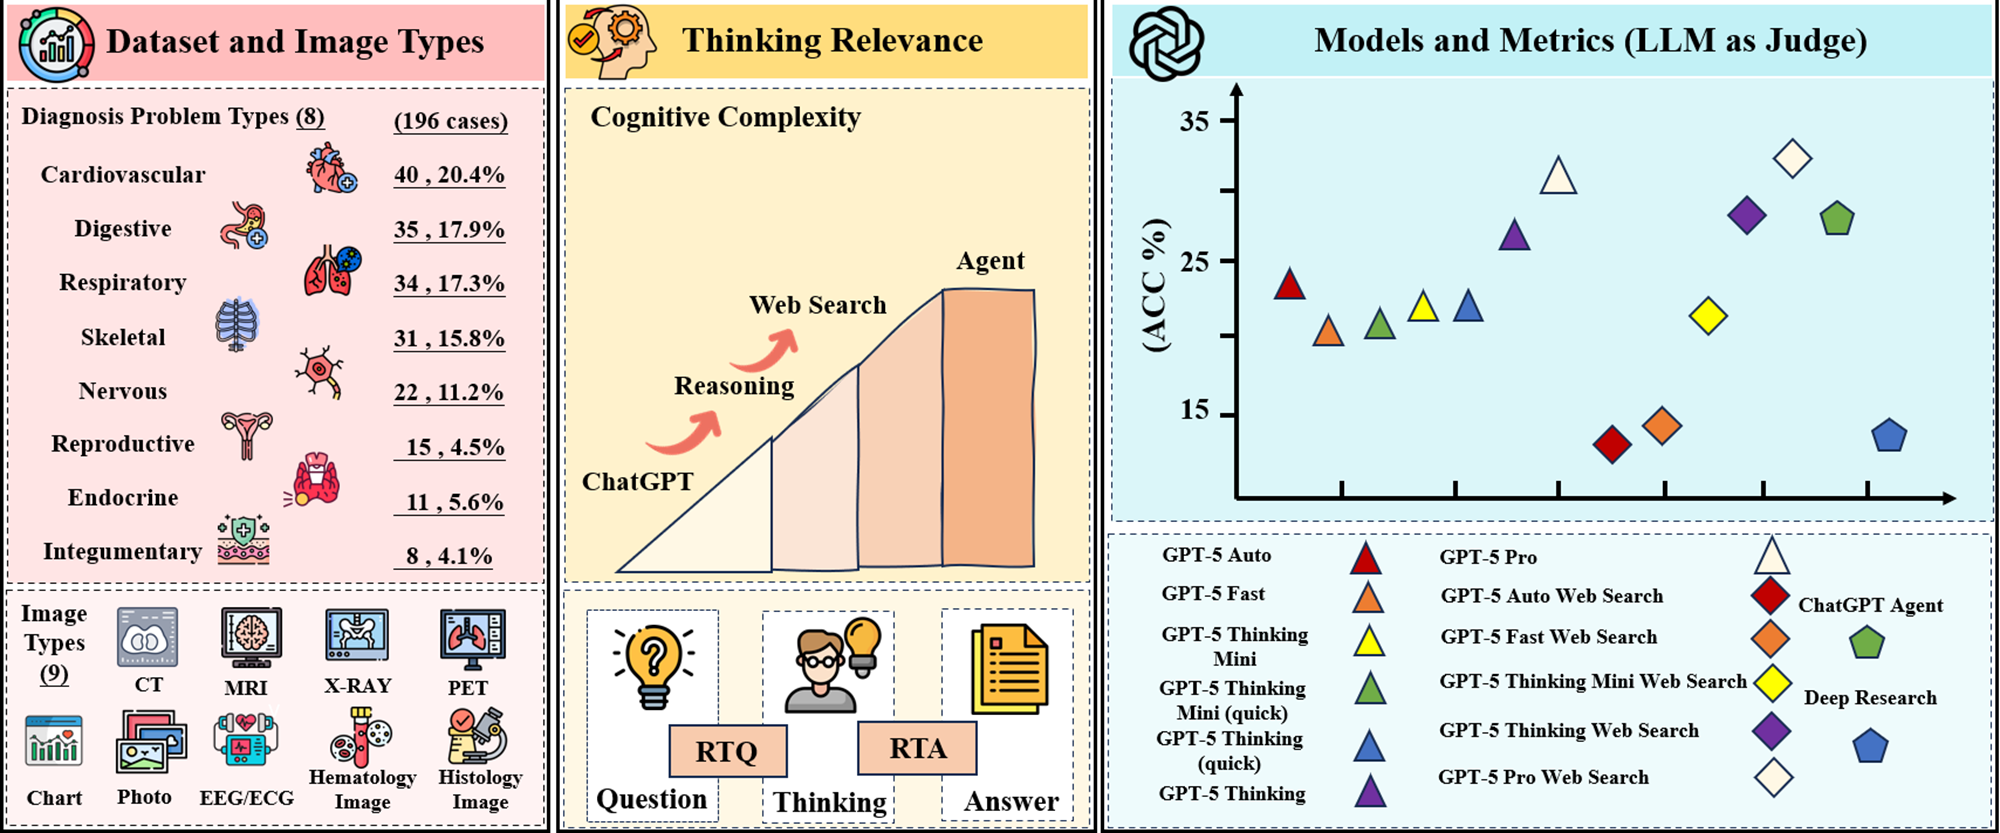 Dataset and Image Types
Diagnosis Problem Types (8)
(196 cases)
Cardiovascular
40 , 20.4%
Digestive
35 , 17.9%
Respiratory
34 , 17.3%
Skeletal
31 , 15.8%
Nervous
22 , 11.2%
Reproductive
15 , 4.5%
Endocrine
11 , 5.6%
Integumentary
8 , 4.1%
Image
Types
(9)
CT
MRI
X-RAY
PET
Chart
Photo
EEG/ECG
Hematology
Image
Histology
Image
Thinking Relevance
Cognitive Complexity
Agent
Web Search
Reasoning
ChatGPT
RTQ
RTA
Question
Thinking
Answer
Models and Metrics (LLM as Judge)
(ACC %)
35
25
15
GPT-5 Auto
GPT-5 Fast
GPT-5 Thinking
Mini
GPT-5 Thinking
Mini (quick)
GPT-5 Thinking
(quick)
GPT-5 Thinking
GPT-5 Pro
GPT-5 Auto Web Search
GPT-5 Fast Web Search
GPT-5 Thinking Mini Web Search
GPT-5 Thinking Web Search
GPT-5 Pro Web Search
ChatGPT Agent
Deep Research